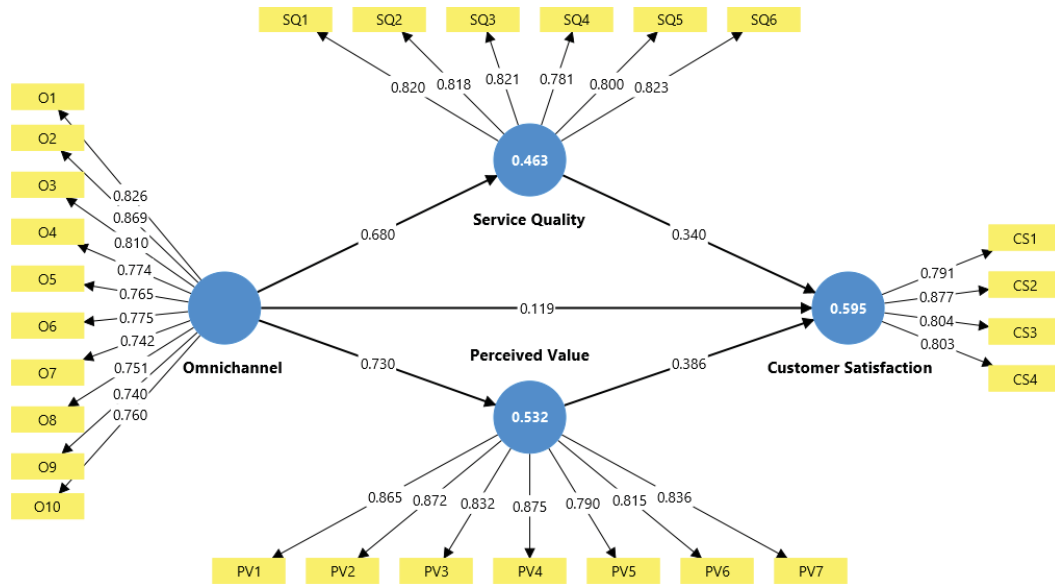 SQ1 SQ2 SQ3 SQ4 SQ5 SQ6
0.820 0.818 0.821 0.781 0.800 0.823
0.463
Service Quality
O1
O2
O3
O4
O5
O6
O7
O8
O9
O10
0.826
0.869
0.810
0.774
0.765
0.775
0.742
0.751
0.740
0.760
Omnichannel
0.680
0.340
0.119
0.730
0.386
Perceived Value
0.532
0.595
Customer Satisfaction
0.791
0.877
0.804
0.803
CS1
CS2
CS3
CS4
0.865 0.872 0.832 0.875 0.790 0.815 0.836
PV1 PV2 PV3 PV4 PV5 PV6 PV7